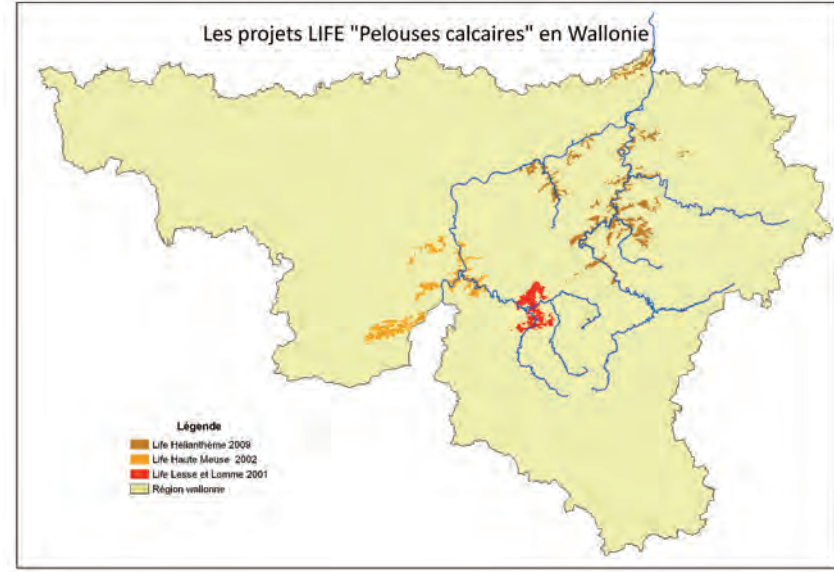 Les projets LIFE "Pelouses calcaires" en Wallonie
Légende
Life Hélianthème 2009
Life Haute Meuse 2002
Life Lesse et Lomme 2001
Région wallonne